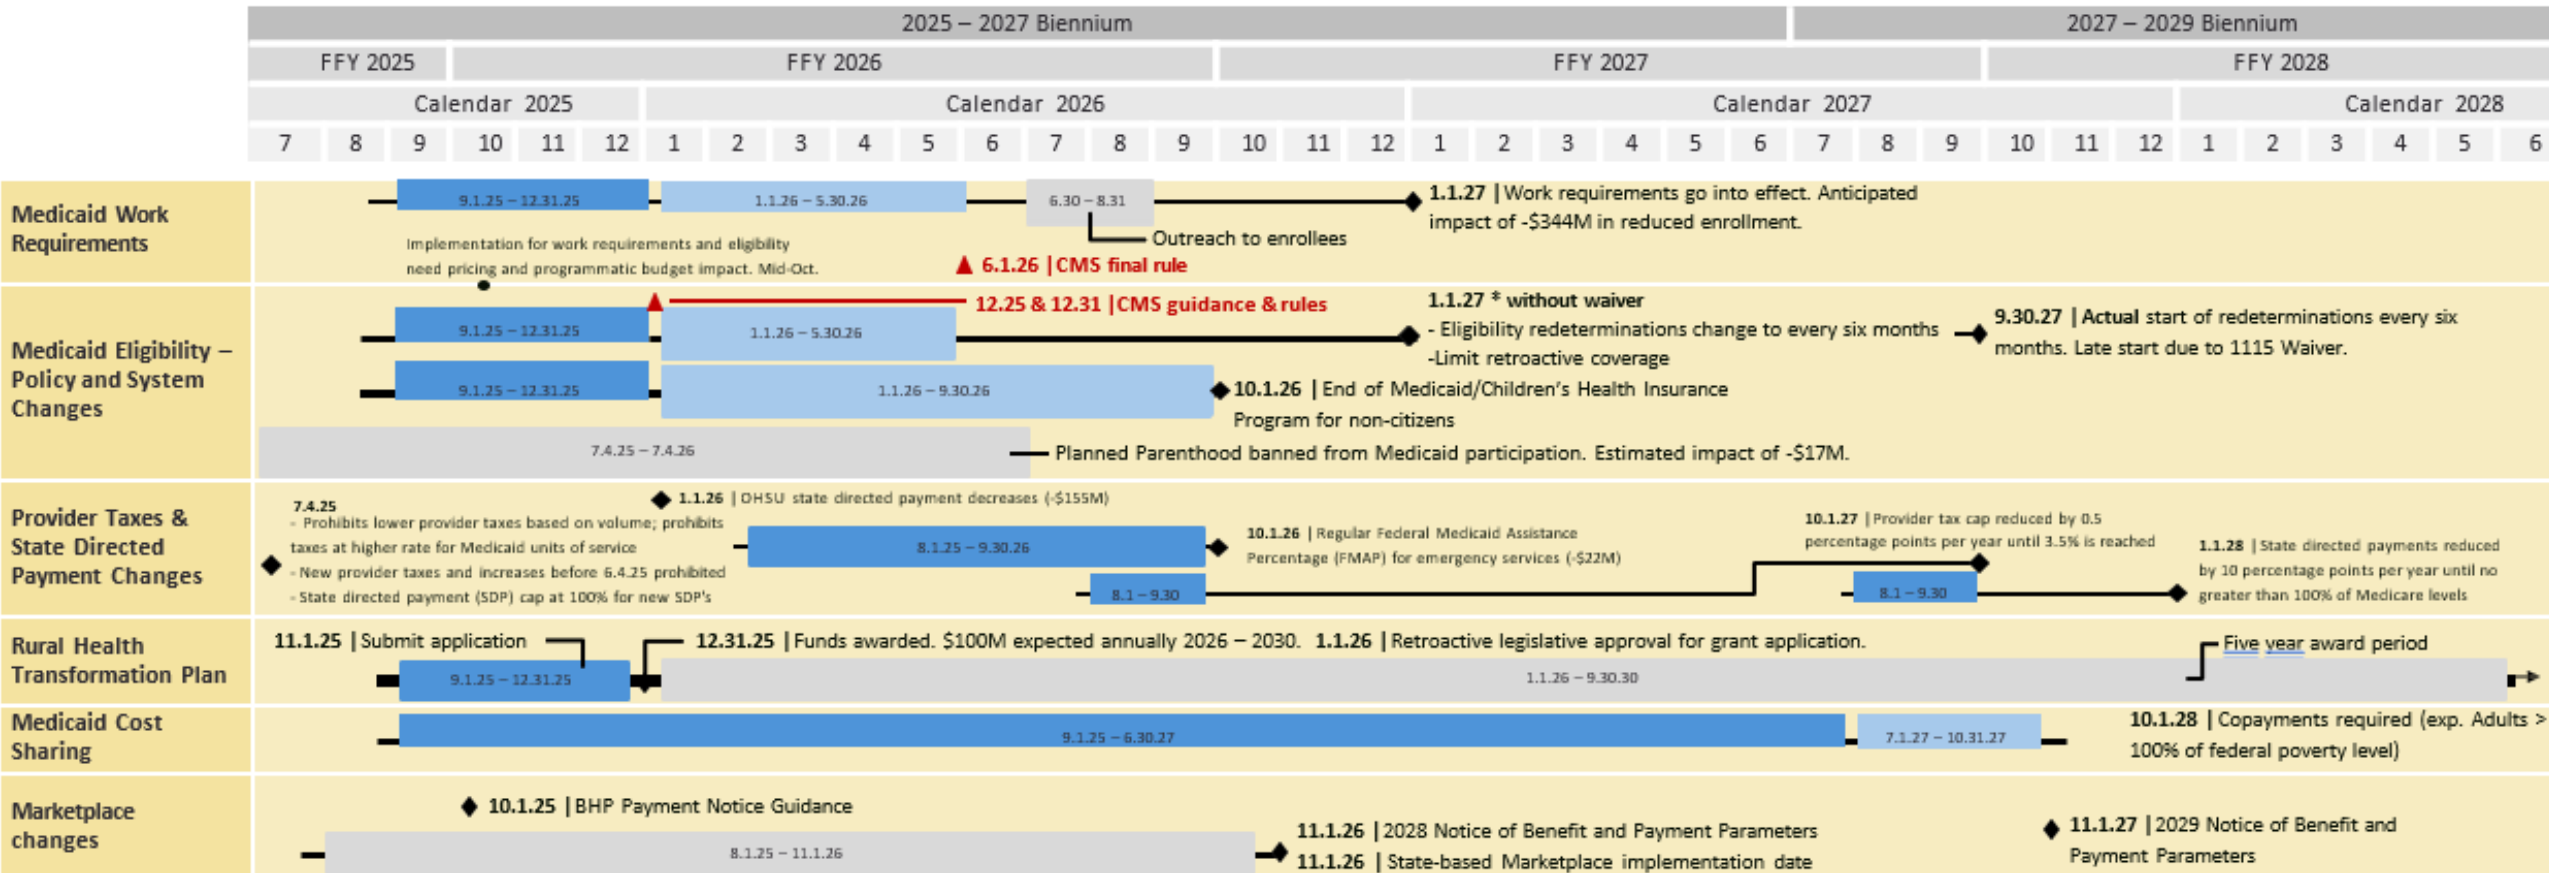 2025 – 2027 Biennium
2027 – 2029 Biennium
FFY 2025
FFY 2026
FFY 2027
FFY 2028
Calendar 2025
Calendar 2026
Calendar 2027
Calendar 2028
7 8 9 10 11 12 1 2 3 4 5 6 7 8 9 10 11 12 1 2 3 4 5 6 7 8 9 10 11 12 1 2 3 4 5 6
Medicaid Work
Requirements
9.1.25 – 12.31.25
1.1.26 – 5.30.26
6.30 – 8.31
1.1.27 | Work requirements go into effect. Anticipated
impact of -$344M in reduced enrollment.
Outreach to enrollees
Implementation for work requirements and eligibility
need pricing and programmatic budget impact. Mid-Oct.
6.1.26 | CMS final rule
Medicaid Eligibility –
Policy and System
Changes
12.25 & 12.31 | CMS guidance & rules
9.1.25 – 12.31.25
1.1.26 – 5.30.26
1.1.27 * without waiver
- Eligibility redeterminations change to every six months
-Limit retroactive coverage
9.30.27 | Actual start of redeterminations every six
months. Late start due to 1115 Waiver.
9.1.25 – 12.31.25
1.1.26 – 9.30.26
10.1.26 | End of Medicaid/Children's Health Insurance
Program for non-citizens
7.4.25 – 7.4.26
Planned Parenthood banned from Medicaid participation. Estimated impact of -$17M.
Provider Taxes &
State Directed
Payment Changes
7.4.25
- Prohibits lower provider taxes based on volume; prohibits
taxes at higher rate for Medicaid units of service
- New provider taxes and increases before 6.4.25 prohibited
- State directed payment (SDP) cap at 100% for new SDP's
1.1.26 | OHSU state directed payment decreases (-$155M)
8.1.25 – 9.30.26
10.1.26 | Regular Federal Medicaid Assistance
Percentage (FMAP) for emergency services (-$22M)
8.1 – 9.30
10.1.27 | Provider tax cap reduced by 0.5
percentage points per year until 3.5% is reached
8.1 – 9.30
1.1.28 | State directed payments reduced
by 10 percentage points per year until no
greater than 100% of Medicare levels
Rural Health
Transformation Plan
11.1.25 | Submit application
12.31.25 | Funds awarded. $100M expected annually 2026 – 2030. 1.1.26 | Retroactive legislative approval for grant application.
Five year award period
9.1.25 – 12.31.25
1.1.26 – 9.30.30
Medicaid Cost
Sharing
9.1.25 – 6.30.27
7.1.27 – 10.31.27
10.1.28 | Copayments required (exp. Adults >
100% of federal poverty level)
Marketplace
changes
10.1.25 | BHP Payment Notice Guidance
8.1.25 – 11.1.26
11.1.26 | 2028 Notice of Benefit and Payment Parameters
11.1.26 | State-based Marketplace implementation date
11.1.27 | 2029 Notice of Benefit and
Payment Parameters